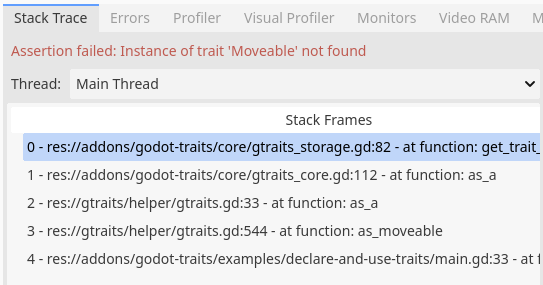 Stack Trace Errors Profiler Visual Profiler Monitors Video RAM
Assertion failed: Instance of trait 'Moveable' not found
Thread: Main Thread
Stack Frames
0 - res://addons/godot-traits/core/gtraits_storage.gd:82 - at function: get_trait_
1 - res://addons/godot-traits/core/gtraits_core.gd:112 - at function: as_a
2 - res://gtraits/helper/gtraits.gd:33 - at function: as_a
3 - res://gtraits/helper/gtraits.gd:544 - at function: as_moveable
4 - res://addons/godot-traits/examples/declare-and-use-traits/main.gd:33 - at